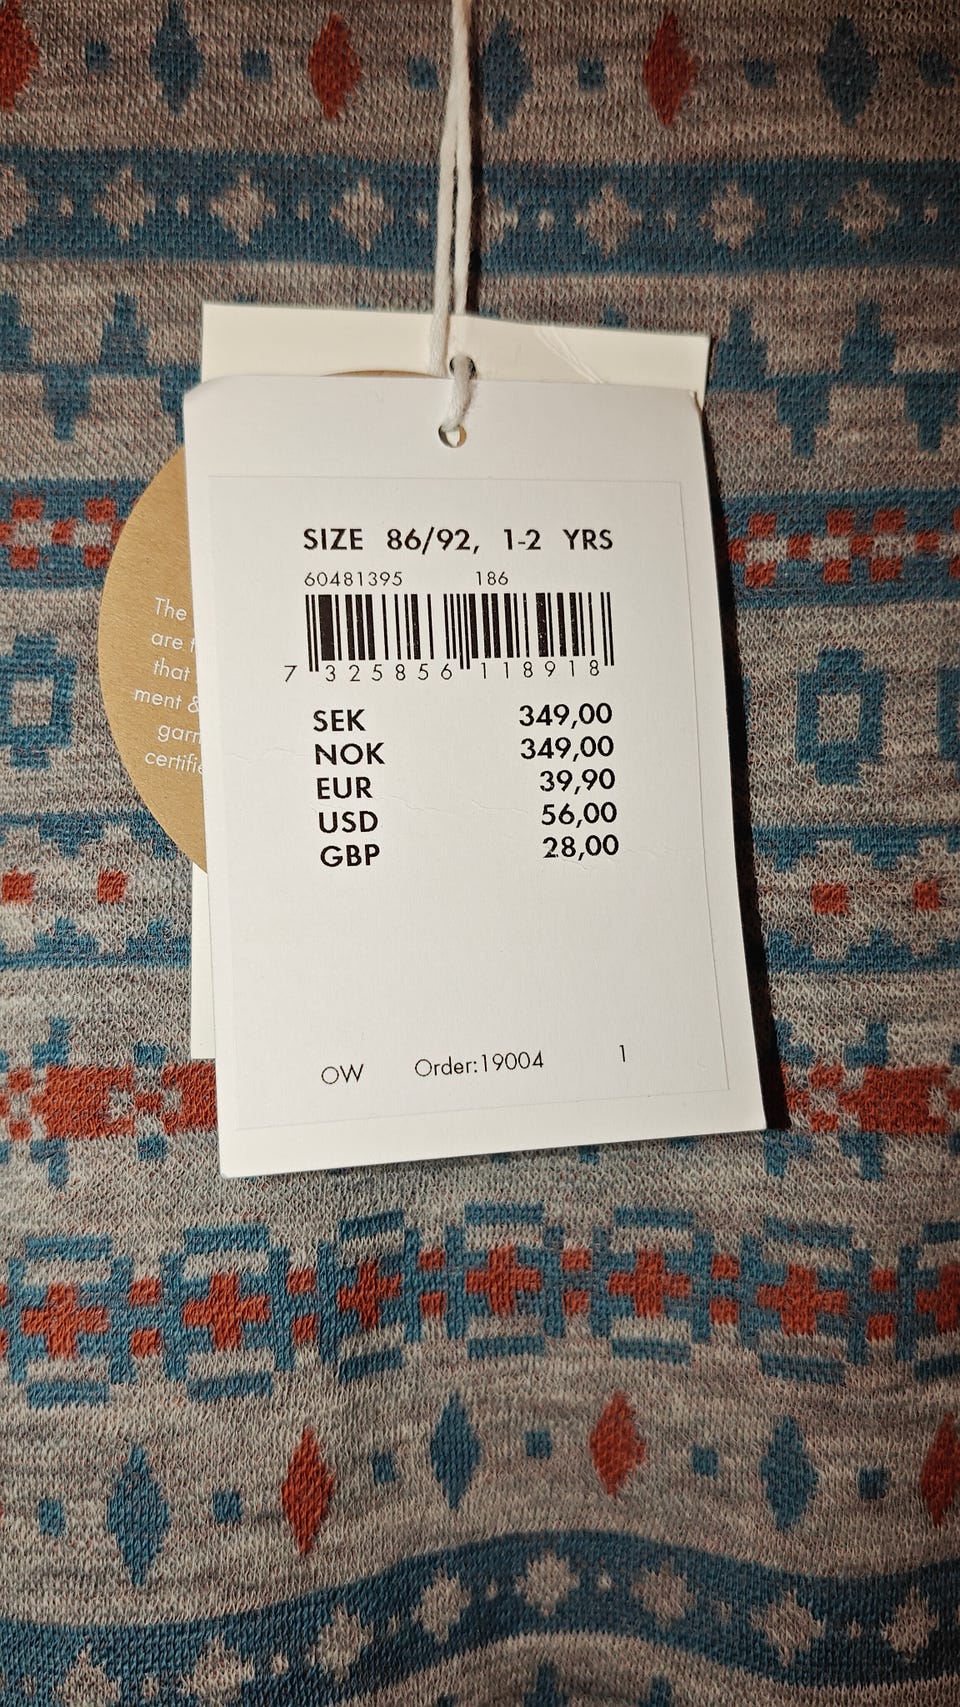 SIZE 86/92, 1-2 YRS
60481395 186
7 325856 118918
SEK 349,00
NOK 349,00
EUR 39,90
USD 56,00
GBP 28,00
OW Order:19004 1
The
are
that
ment &
garm
certifie